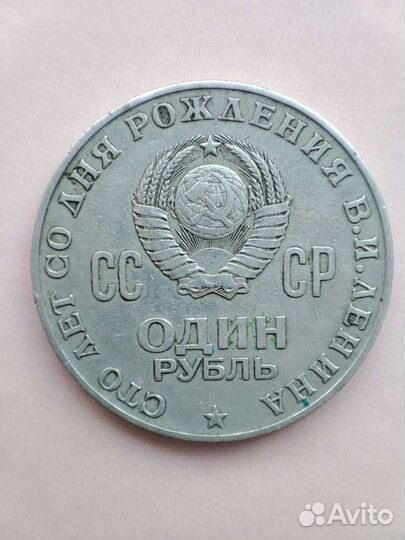 СТО ЛЕТ СО ДНЯ РОЖДЕНИЯ В.И.ЛЕНИНА
СС СР
ОДИН
РУБЛЬ
Avito